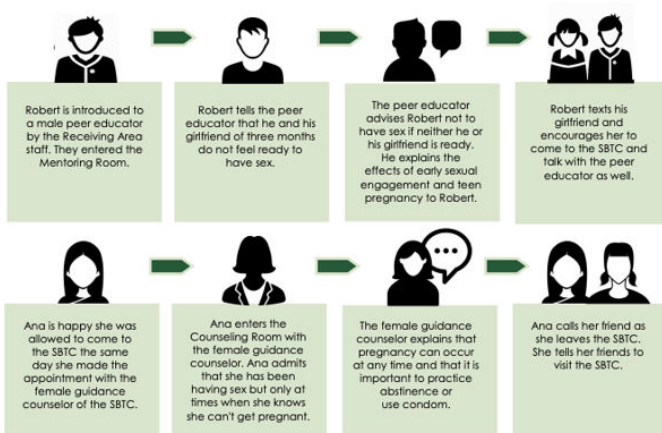 Robert is introduced to
a male peer educator
by the Receiving Area
staff. They entered the
Mentoring Room.
Robert tells the peer
educator that he and his
girlfriend of three months
do not feel ready to
have sex.
The peer educator
advises Robert not to
have sex if neither he or
his girlfriend is ready.
He explains the
effects of early sexual
engagement and teen
pregnancy to Robert.
Robert texts his
girlfriend and
encourages her to
come to the SBTC and
talk with the peer
educator as well.
Ana is happy she was
allowed to come to
the SBTC the same
day she made the
appointment with the
female guidance
counselor of the SBTC.
Ana enters the
Counseling Room with
the female guidance
counselor. Ana admits
that she has been
having sex but only at
times when she knows
she can't get pregnant.
The female guidance
counselor explains that
pregnancy can occur
at any time and that it is
important to practice
abstinence or
use condom.
Ana calls her friend as
she leaves the SBTC.
She tells her friends to
visit the SBTC.